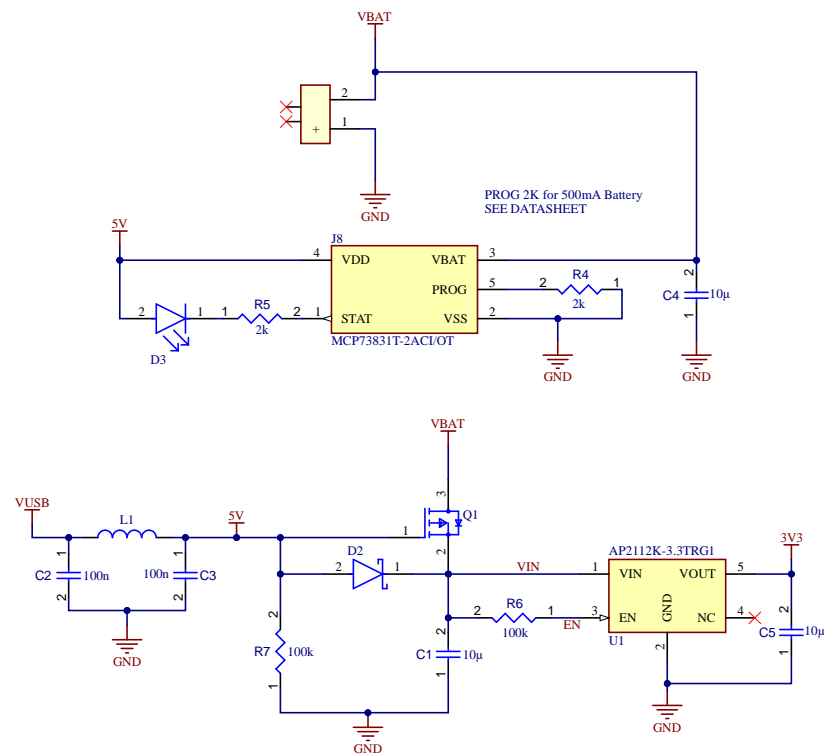 VBAT
2
1
+
GND
PROG 2K for 500mA Battery
SEE DATASHEET
5V
J8
4 VDD VBAT 3
PROG 5 2 R4 1
2k
2 1 1 R5 2 1 STAT VSS 2
2k
D3
MCP73831T-2ACI/OT
GND
2
C4 10µ
1
GND
VBAT
3
VUSB
L1
5V
1
Q1
2
1 1
C2 100n 100n C3
2 2
GND
D2
2 1
VIN
AP2112K-3.3TRG1
3V3
1 VIN VOUT 5
2 R6 1 3 EN GND NC 4
100k EN
U1
2
2
R7 100k
1
2
C1 10µ
1
2
C5 10µ
1
GND
GND